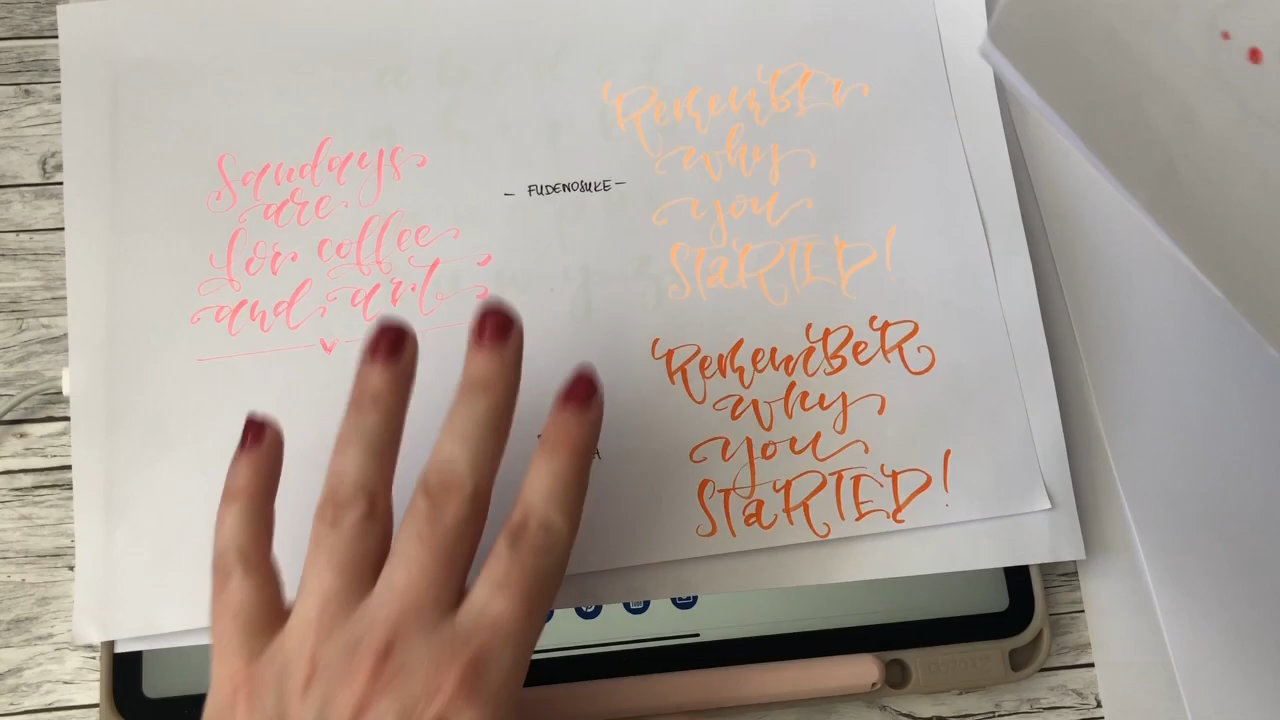 Sundays
are
for coffee
and art
- FUDENOSUKE -
RemembER
why
you
STaRTED!
RememBeR
why
you
STaRTED!